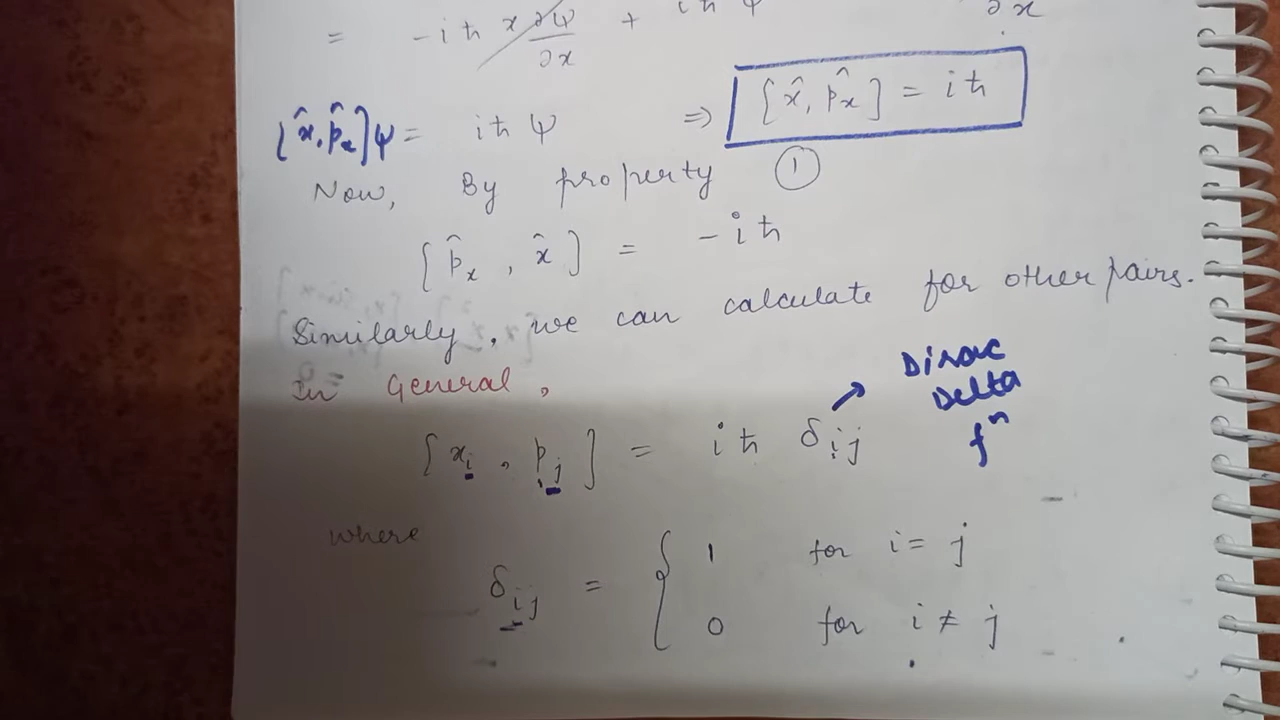 = - iħ x ∂ψ/∂x + iħ ψ ∂x
[x̂, p̂ₓ]ψ = iħ ψ ⇒ [x̂, p̂ₓ] = iħ
Now, By property ①
[p̂ₓ, x̂] = - iħ
Similarly, we can calculate for other pairs.
In General,
[xᵢ, pⱼ] = iħ δᵢⱼ ↗ Dirac Delta fⁿ
where
δᵢⱼ = { 1 for i = j
0 for i ≠ j